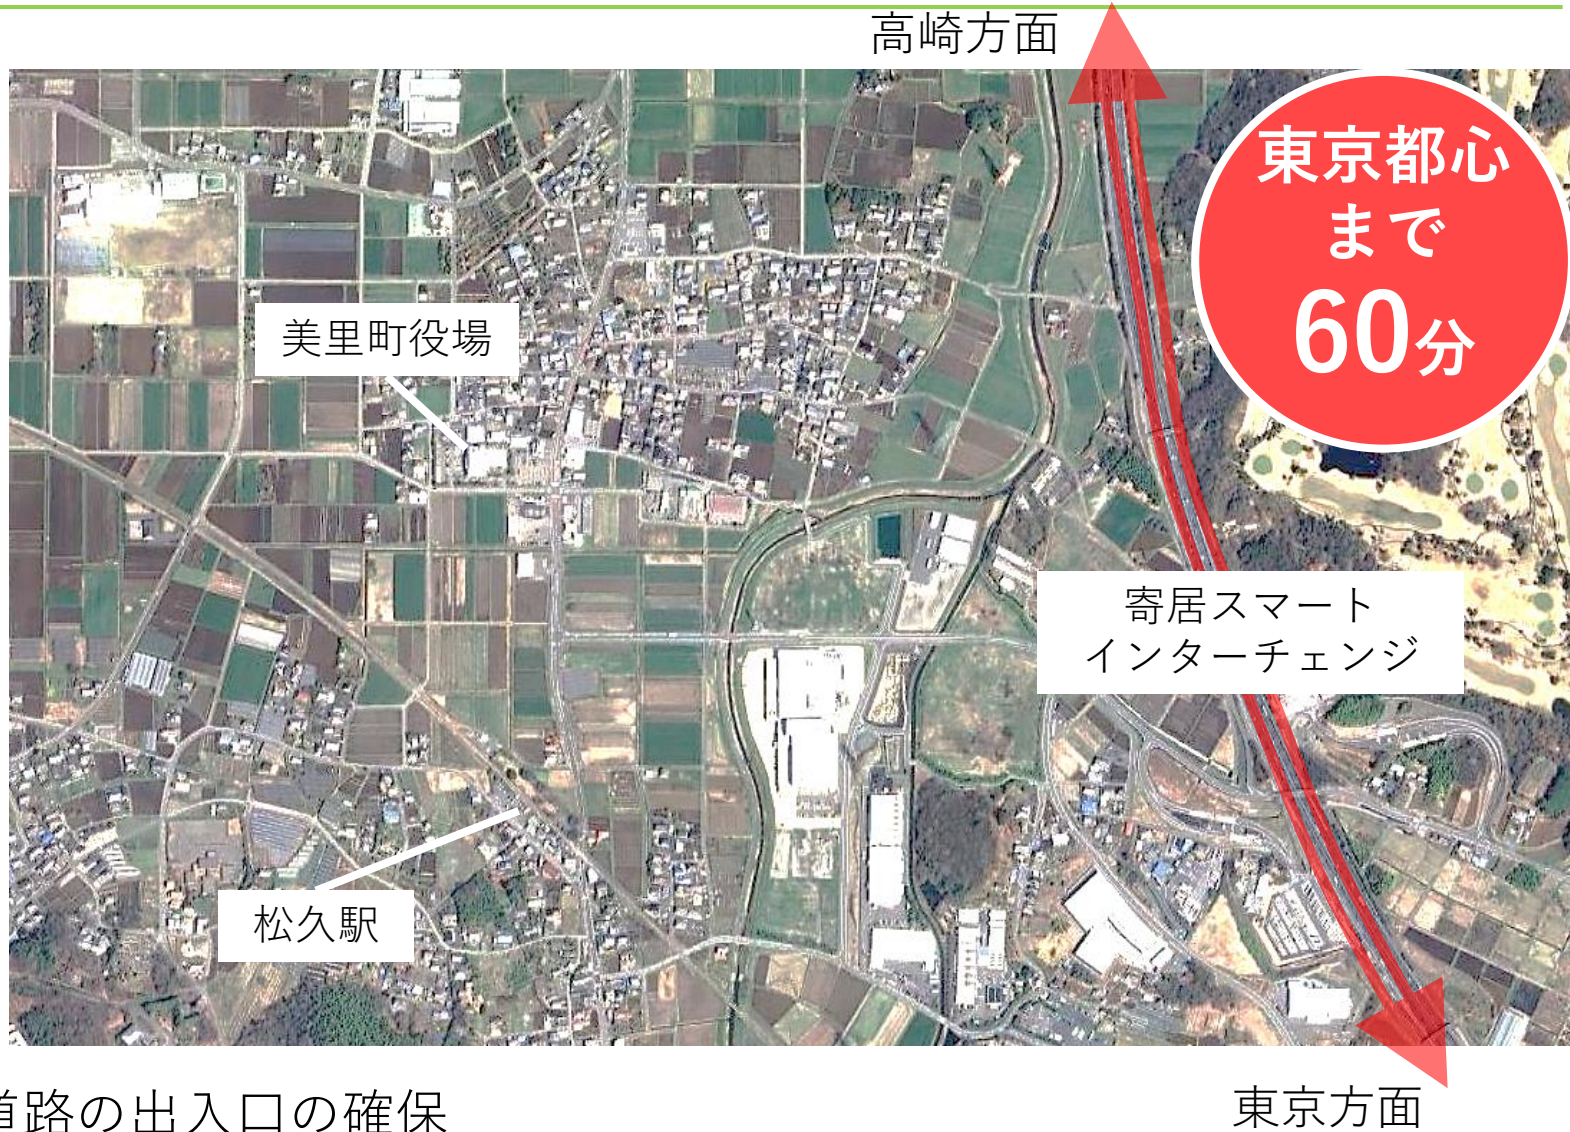 高崎方面
東京都心
まで
60分
美里町役場
寄居スマート
インターチェンジ
松久駅
道路の出入口の確保
東京方面